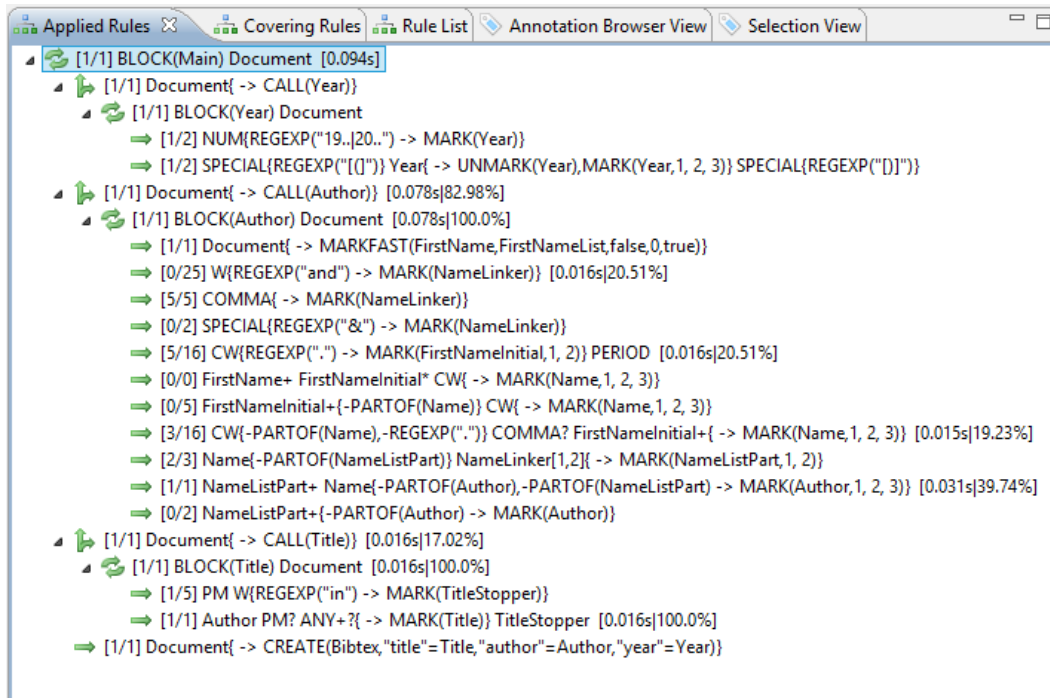 Applied Rules Covering Rules Rule List Annotation Browser View Selection View
[1/1] BLOCK(Main) Document [0.094s]
[1/1] Document{ -> CALL(Year)}
[1/1] BLOCK(Year) Document
[1/2] NUM{REGEXP("19..|20..") -> MARK(Year)}
[1/2] SPECIAL{REGEXP("[(]")} Year{ -> UNMARK(Year),MARK(Year,1, 2, 3)} SPECIAL{REGEXP("[)]")}
[1/1] Document{ -> CALL(Author)} [0.078s|82.98%]
[1/1] BLOCK(Author) Document [0.078s|100.0%]
[1/1] Document{ -> MARKFAST(FirstName,FirstNameList,false,0,true)}
[0/25] W{REGEXP("and") -> MARK(NameLinker)} [0.016s|20.51%]
[5/5] COMMA{ -> MARK(NameLinker)}
[0/2] SPECIAL{REGEXP("&") -> MARK(NameLinker)}
[5/16] CW{REGEXP(".") -> MARK(FirstNameInitial,1, 2)} PERIOD [0.016s|20.51%]
[0/0] FirstName+ FirstNameInitial* CW{ -> MARK(Name,1, 2, 3)}
[0/5] FirstNameInitial+{-PARTOF(Name)} CW{ -> MARK(Name,1, 2, 3)}
[3/16] CW{-PARTOF(Name),-REGEXP(".")} COMMA? FirstNameInitial+{ -> MARK(Name,1, 2, 3)} [0.015s|19.23%]
[2/3] Name{-PARTOF(NameListPart)} NameLinker[1,2]{ -> MARK(NameListPart,1, 2)}
[1/1] NameListPart+ Name{-PARTOF(Author),-PARTOF(NameListPart) -> MARK(Author,1, 2, 3)} [0.031s|39.74%]
[0/2] NameListPart+{-PARTOF(Author) -> MARK(Author)}
[1/1] Document{ -> CALL(Title)} [0.016s|17.02%]
[1/1] BLOCK(Title) Document [0.016s|100.0%]
[1/5] PM W{REGEXP("in") -> MARK(TitleStopper)}
[1/1] Author PM? ANY+?{ -> MARK(Title)} TitleStopper [0.016s|100.0%]
[1/1] Document{ -> CREATE(Bibtex,"title"=Title,"author"=Author,"year"=Year)}